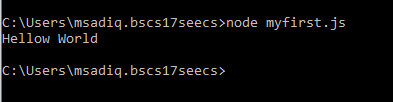 C:\Users\msadiq.bscs17seecs>node myfirst.js
Hellow World
C:\Users\msadiq.bscs17seecs>